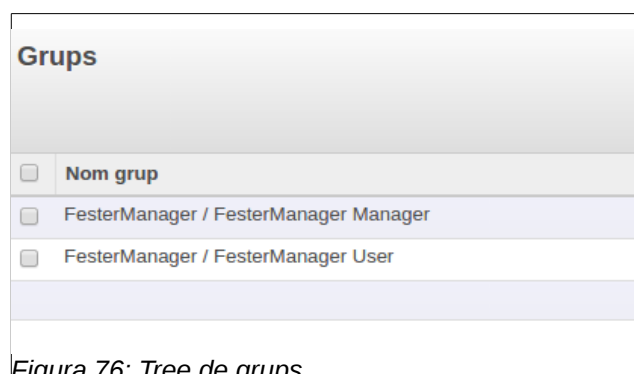 Grups
Nom grup
FesterManager / FesterManager Manager
FesterManager / FesterManager User
Figura 76: Tree de grups